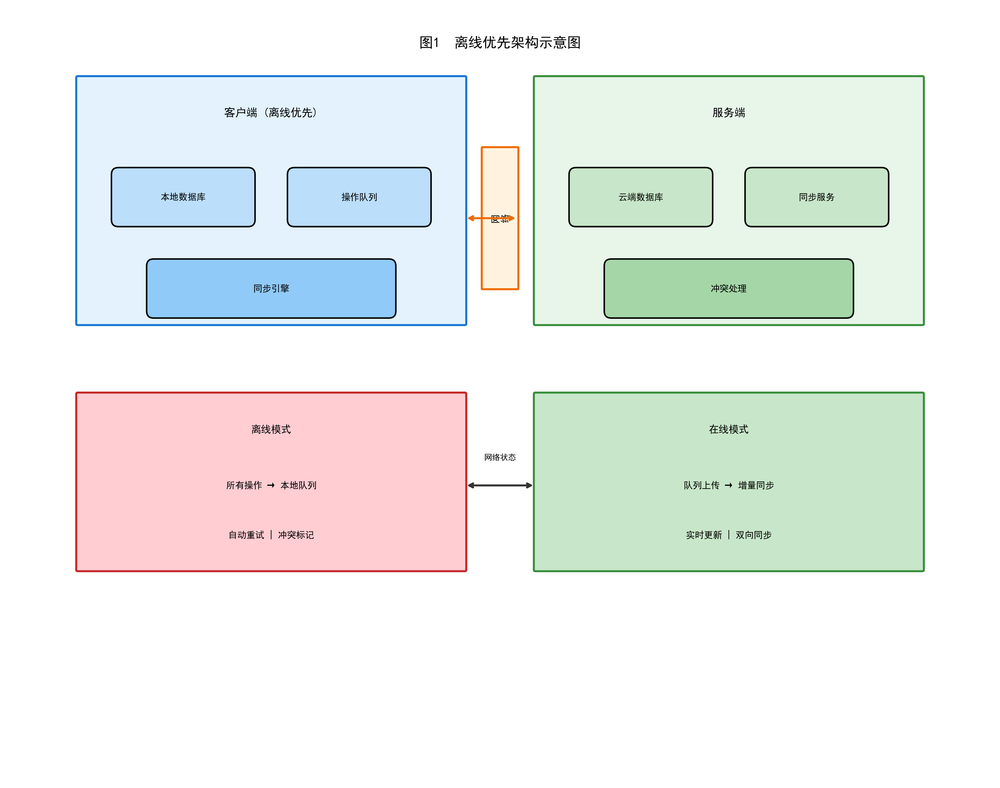 图1　离线优先架构示意图
客户端（离线优先）
服务端
本地数据库
操作队列
云端数据库
同步服务
网络
同步引擎
冲突处理
离线模式
在线模式
网络状态
所有操作 → 本地队列
队列上传 → 增量同步
自动重试 | 冲突标记
实时更新 | 双向同步